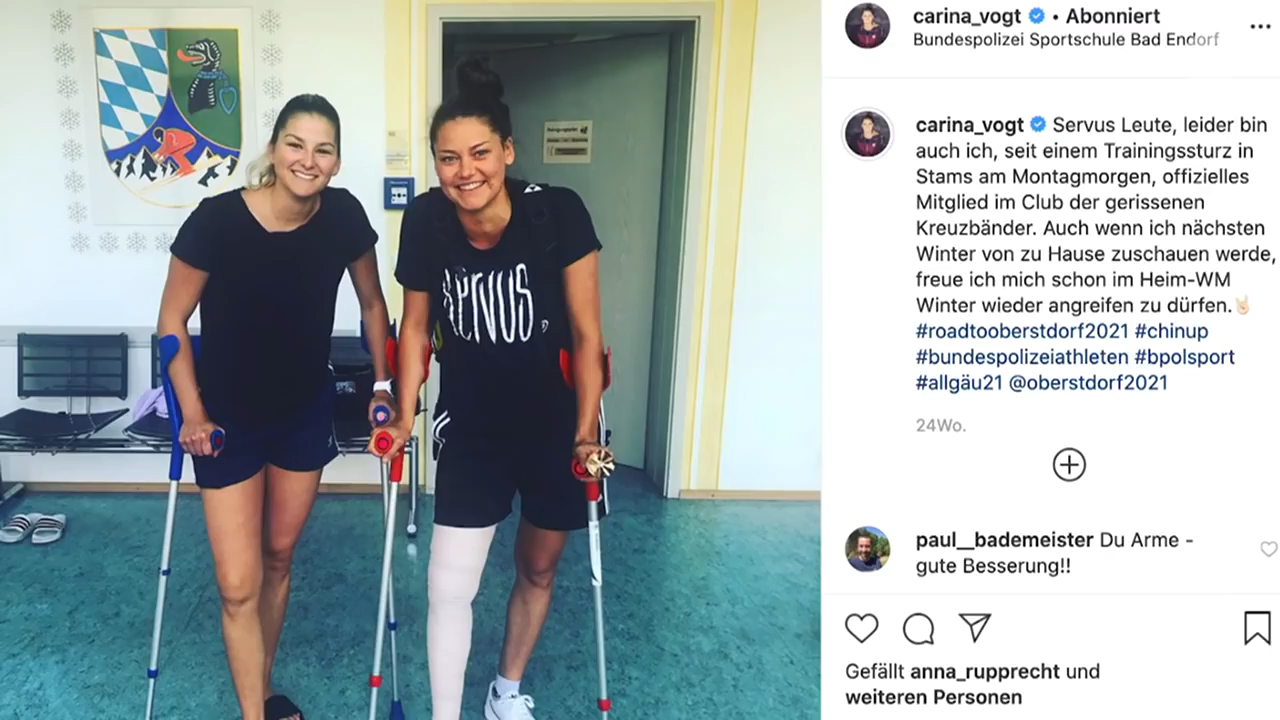 carina_vogt • Abonniert
Bundespolizei Sportschule Bad Endorf
carina_vogt Servus Leute, leider bin
auch ich, seit einem Trainingssturz in
Stams am Montagmorgen, offizielles
Mitglied im Club der gerissenen
Kreuzbänder. Auch wenn ich nächsten
Winter von zu Hause zuschauen werde,
freue ich mich schon im Heim-WM
Winter wieder angreifen zu dürfen.🤘🏻
#roadtooberstdorf2021 #chinup
#bundespolizeiathleten #bpolsport
#allgäu21 @oberstdorf2021
24Wo.
paul__bademeister Du Arme -
gute Besserung!!
Gefällt anna_rupprecht und
weiteren Personen
SERVUS